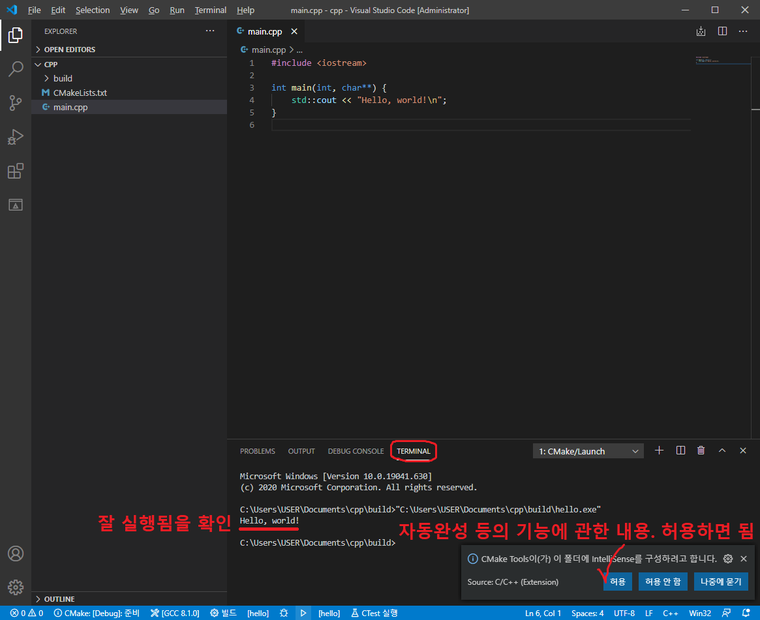 File Edit Selection View Go Run Terminal Help main.cpp - cpp - Visual Studio Code [Administrator]
EXPLORER
OPEN EDITORS
CPP
build
CMakeLists.txt
main.cpp
OUTLINE
main.cpp
main.cpp > ...
1 #include <iostream>
2
3 int main(int, char**) {
4 std::cout << "Hello, world!\n";
5 }
6
PROBLEMS OUTPUT DEBUG CONSOLE TERMINAL 1: CMake/Launch
Microsoft Windows [Version 10.0.19041.630]
(c) 2020 Microsoft Corporation. All rights reserved.
C:\Users\USER\Documents\cpp\build>"C:\Users\USER\Documents\cpp\build\hello.exe"
Hello, world!
잘 실행됨을 확인
자동완성 등의 기능에 관한 내용. 허용하면 됨
C:\Users\USER\Documents\cpp\build>
CMake Tools이(가) 이 폴더에 IntelliSense를 구성하려고 합니다.
Source: C/C++ (Extension) 허용 허용 안 함 나중에 묻기
0 0 CMake: [Debug]: 준비 [GCC 8.1.0] 빌드 [hello] [hello] CTest 실행 Ln 6, Col 1 Spaces: 4 UTF-8 LF C++ Win32